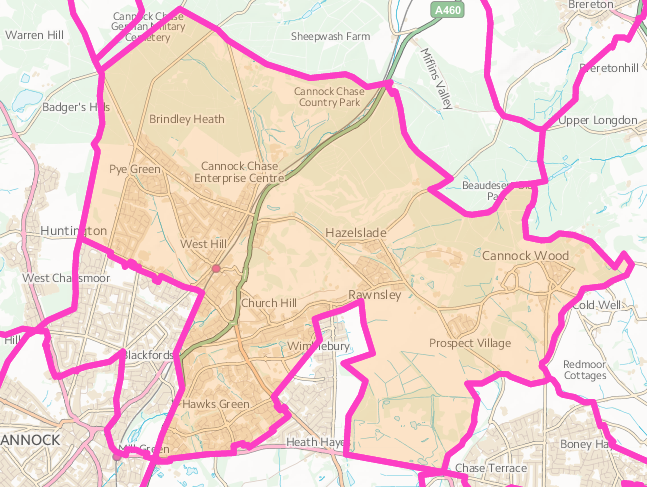 Cannock Chase
German Military
Cemetery
Warren Hill
Sheepwash Farm
A460
Brereton
Miflins Valley
Breretonhill
Cannock Chase
Country Park
Badger's Hills
Brindley Heath
Upper Longdon
Pye Green
Cannock Chase
Enterprise Centre
Beaudesert Old
Park
Huntington
West Hill
Hazelslade
Cannock Wood
West Chadsmoor
Church Hill
Rawnsley
Cold Well
Hill
Blackfords
Wimblebury
Prospect Village
Redmoor
Cottages
Hawks Green
ANNOCK
Mill Green
Heath Hayes
Boney Hay
Chase Terrace